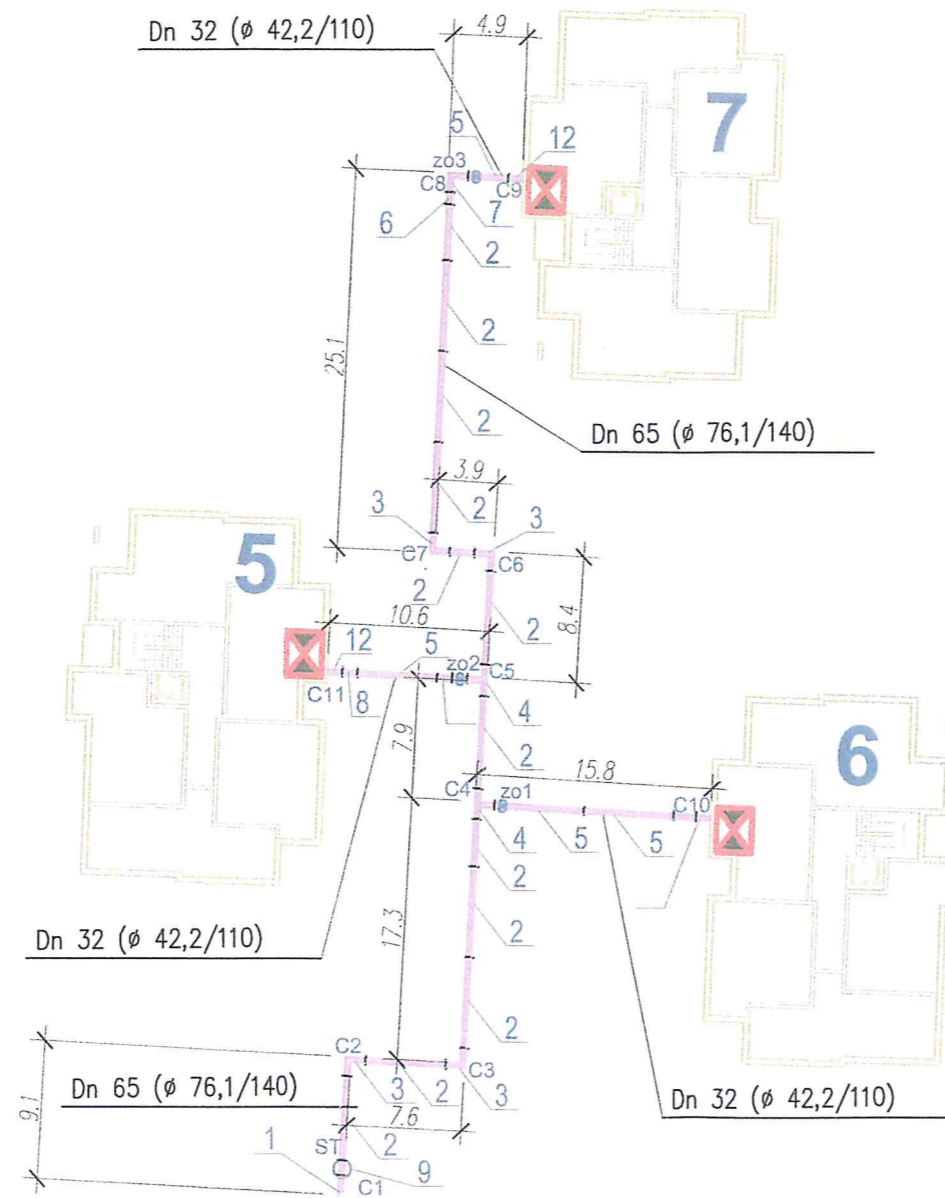 Dn 32 (ø 42,2/110)
4.9
7
5
12
zo3
C8
C9
7
6
2
2
25.1
2
Dn 65 (ø 76,1/140)
3.9
2
3
3
C7
C6
5
2
2
8.4
10.6
12
5
zo2
C5
C11
8
4
7.9
2
6
15.8
C4
zo1
C10
4
5
5
2
Dn 32 (ø 42,2/110)
17.3
2
2
C2
C3
3
2
3
Dn 65 (ø 76,1/140)
Dn 32 (ø 42,2/110)
9.1
7.6
ST
2
1
9
C1